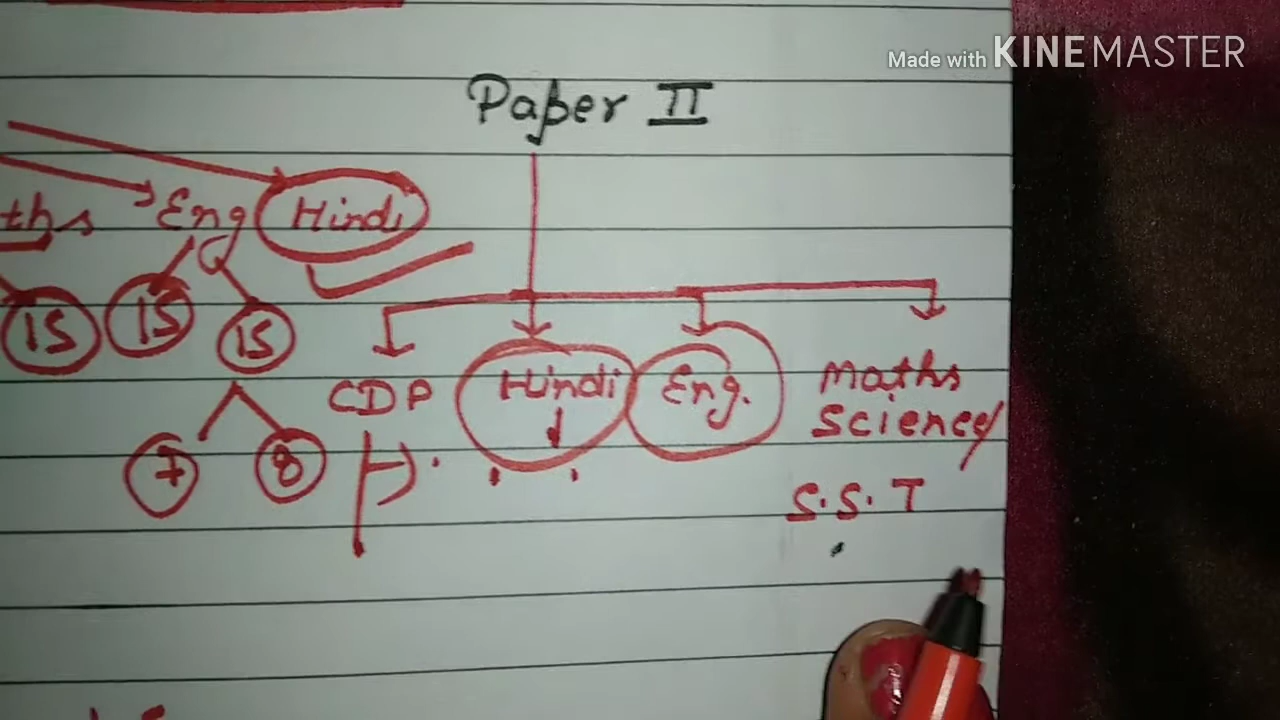 Made with KINEMASTER
Paper II
ths Eng Hindi
15 15 15
CDP Hindi Eng. Maths
Science/
7 8
S.S.T